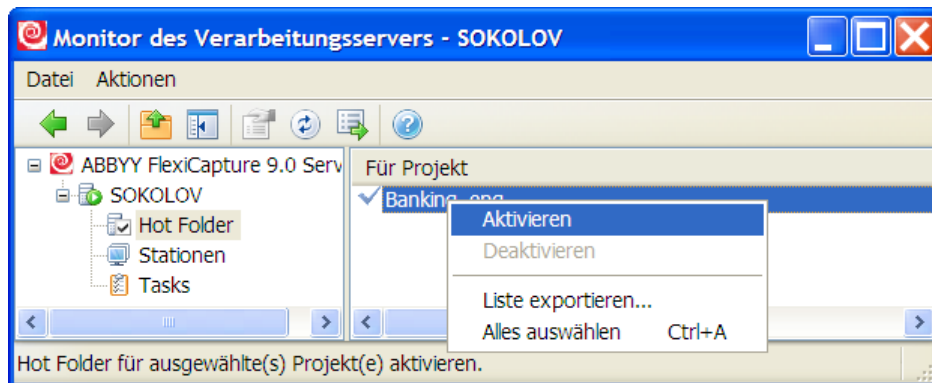 Monitor des Verarbeitungsservers - SOKOLOV
Datei Aktionen
ABBYY FlexiCapture 9.0 Serv
SOKOLOV
Hot Folder
Stationen
Tasks
Für Projekt
Banking_eng
Aktivieren
Deaktivieren
Liste exportieren...
Alles auswählen Ctrl+A
Hot Folder für ausgewählte(s) Projekt(e) aktivieren.